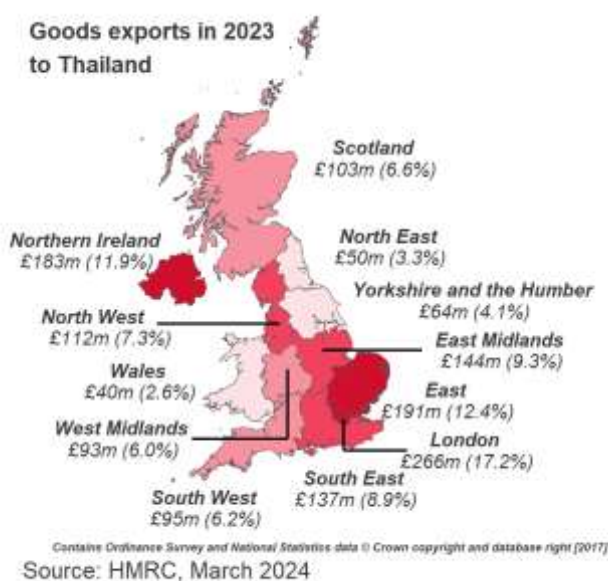 Goods exports in 2023
to Thailand
Scotland
£103m (6.6%)
Northern Ireland
£183m (11.9%)
North East
£50m (3.3%)
Yorkshire and the Humber
£64m (4.1%)
North West
£112m (7.3%)
East Midlands
£144m (9.3%)
Wales
£40m (2.6%)
East
£191m (12.4%)
West Midlands
£93m (6.0%)
London
£266m (17.2%)
South East
£137m (8.9%)
South West
£95m (6.2%)
Contains Ordinance Survey and National Statistics data © Crown copyright and database right [2017]
Source: HMRC, March 2024